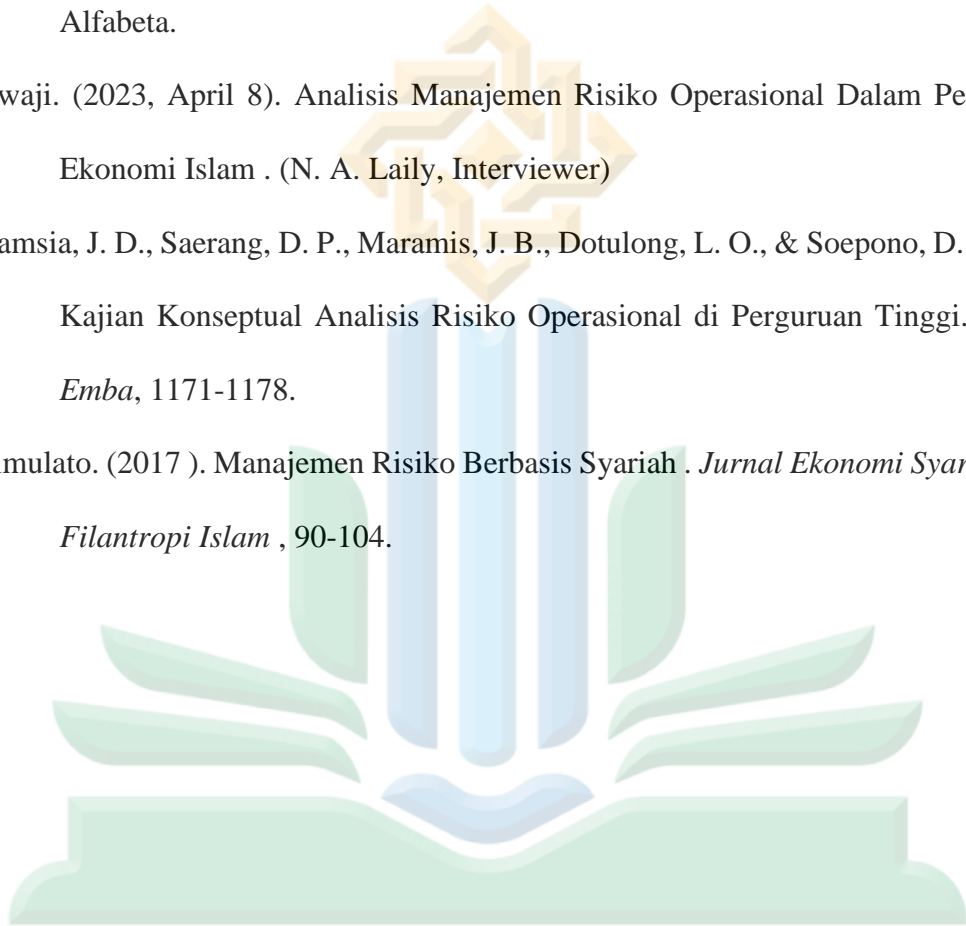 Alfabeta.
waji. (2023, April 8). Analisis Manajemen Risiko Operasional Dalam Pe
Ekonomi Islam . (N. A. Laily, Interviewer)
amsia, J. D., Saerang, D. P., Maramis, J. B., Dotulong, L. O., & Soepono, D.
Kajian Konseptual Analisis Risiko Operasional di Perguruan Tinggi.
Emba, 1171-1178.
mulato. (2017 ). Manajemen Risiko Berbasis Syariah . Jurnal Ekonomi Syar
Filantropi Islam , 90-104.